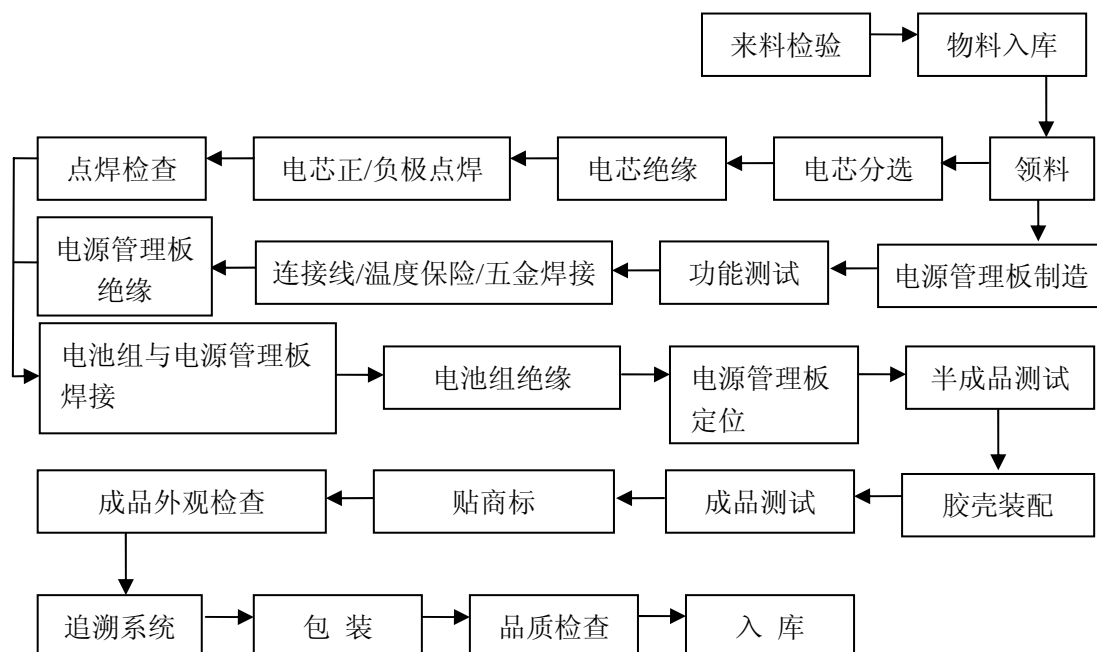 来料检验
物料入库
点焊检查
电芯正/负极点焊
电芯绝缘
电芯分选
领料
电源管理板
绝缘
连接线/温度保险/五金焊接
功能测试
电源管理板制造
电池组与电源管理板
焊接
电池组绝缘
电源管理板
定位
半成品测试
成品外观检查
贴商标
成品测试
胶壳装配
追溯系统
包 装
品质检查
入 库